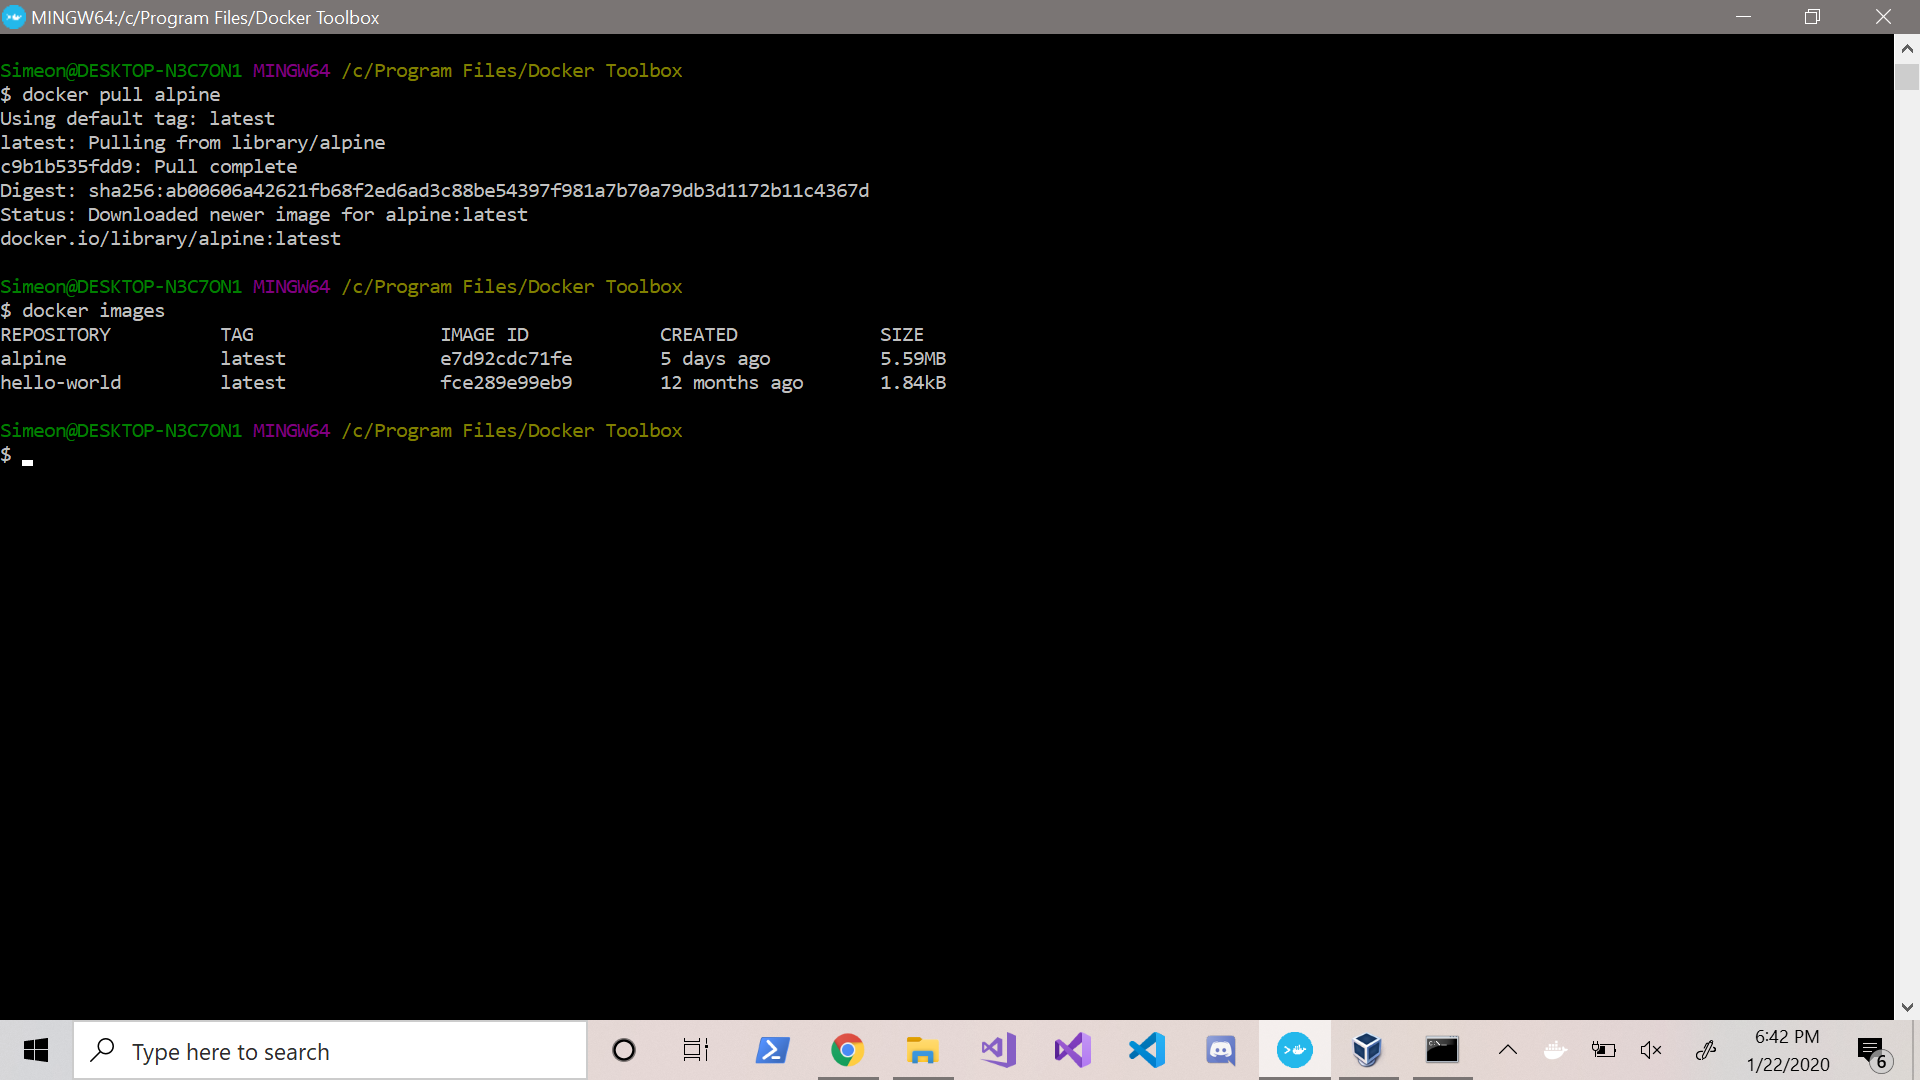 MINGW64:/c/Program Files/Docker Toolbox
Simeon@DESKTOP-N3C7ON1 MINGW64 /c/Program Files/Docker Toolbox
$ docker pull alpine
Using default tag: latest
latest: Pulling from library/alpine
c9b1b535fdd9: Pull complete
Digest: sha256:ab00606a42621fb68f2ed6ad3c88be54397f981a7b70a79db3d1172b11c4367d
Status: Downloaded newer image for alpine:latest
docker.io/library/alpine:latest
Simeon@DESKTOP-N3C7ON1 MINGW64 /c/Program Files/Docker Toolbox
$ docker images
REPOSITORY TAG IMAGE ID CREATED SIZE
alpine latest e7d92cdc71fe 5 days ago 5.59MB
hello-world latest fce289e99eb9 12 months ago 1.84kB
Simeon@DESKTOP-N3C7ON1 MINGW64 /c/Program Files/Docker Toolbox
$
Type here to search
6:42 PM
1/22/2020
6